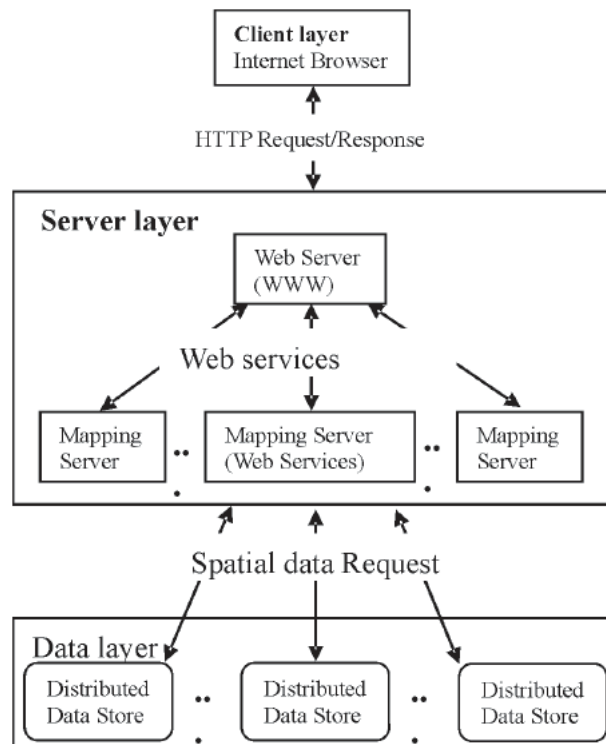 Client layer
Internet Browser
HTTP Request/Response
Server layer
Web Server
(WWW)
Web services
Mapping
Server
..
.
Mapping Server
(Web Services)
..
.
Mapping
Server
Spatial data Request
Data layer
Distributed
Data Store
..
.
Distributed
Data Store
..
.
Distributed
Data Store